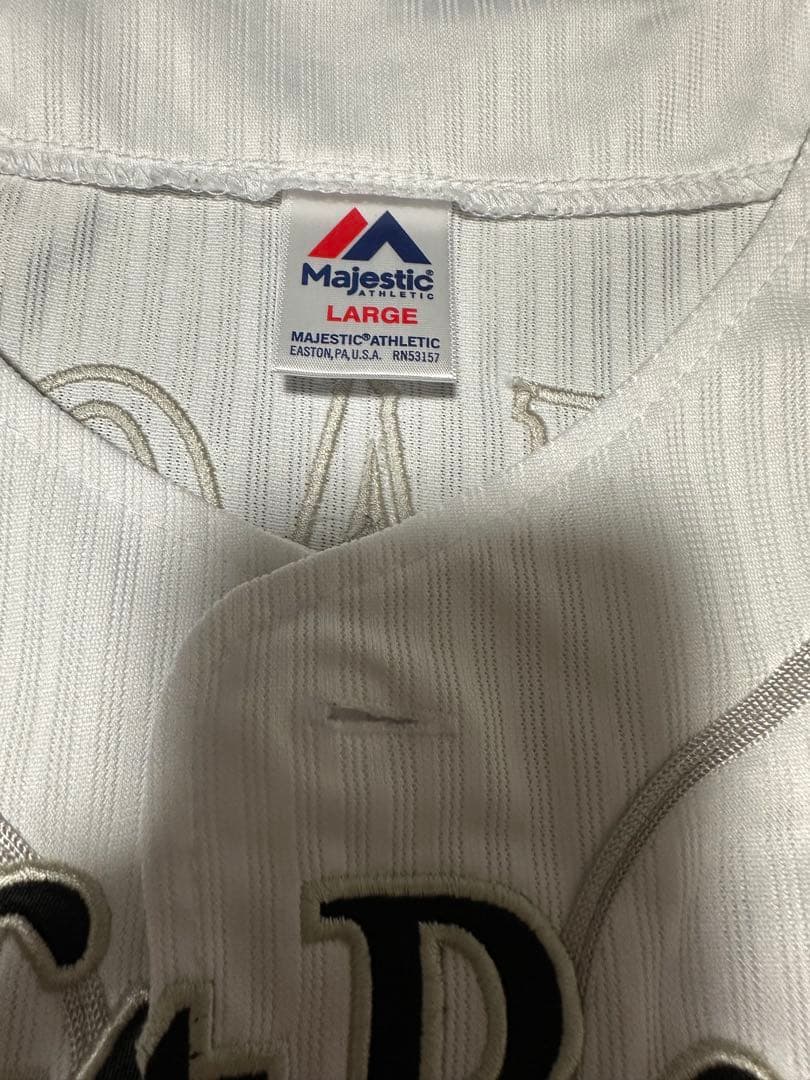 Majestic®
ATHLETIC
LARGE
MAJESTIC®ATHLETIC
EASTON, PA, U.S.A. RN53157